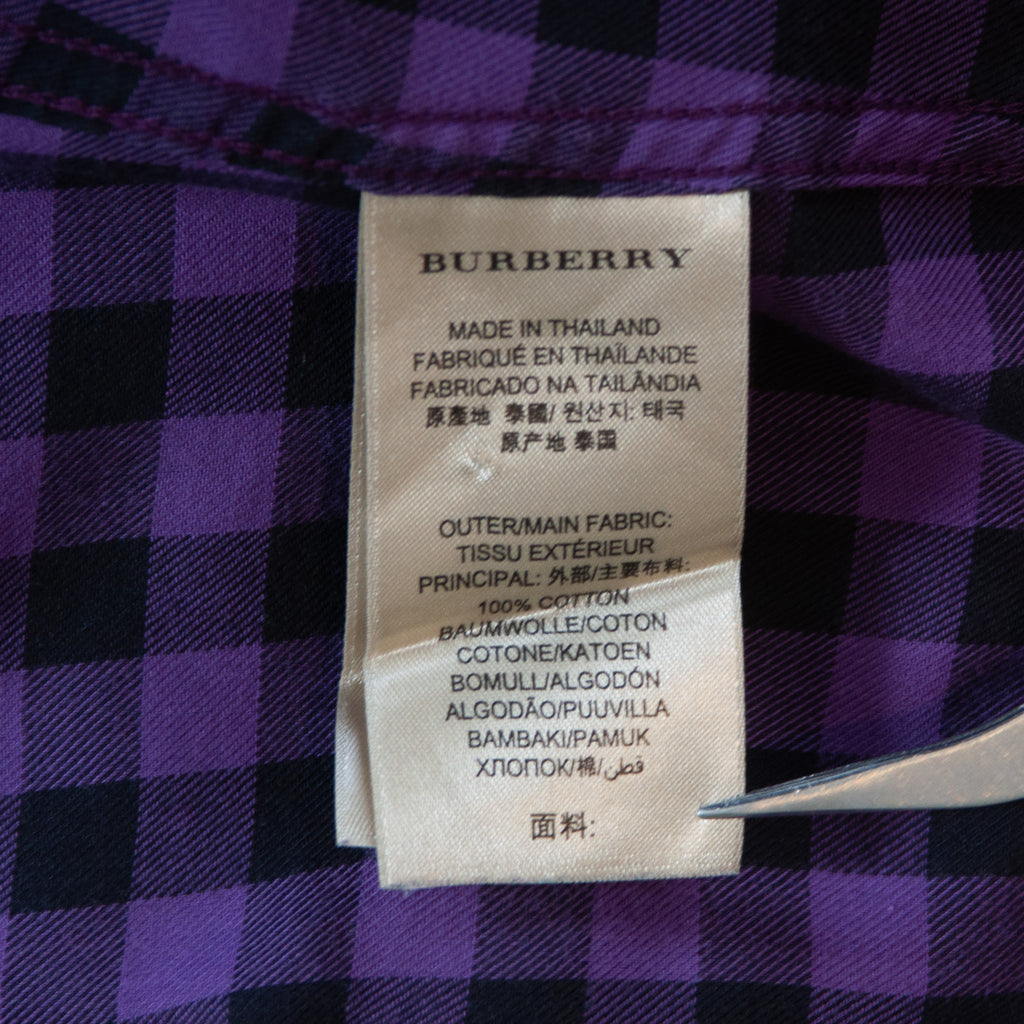 BURBERRY
MADE IN THAILAND
FABRIQUÉ EN THAÏLANDE
FABRICADO NA TAILÂNDIA
原產地 泰國/ 원산지: 태국
原产地 泰国
OUTER/MAIN FABRIC:
TISSU EXTÉRIEUR
PRINCIPAL: 外部/主要布料:
100% COTTON
BAUMWOLLE/COTON
COTONE/KATOEN
BOMULL/ALGODÓN
ALGODÃO/PUUVILLA
BAMBAKI/PAMUK
ХЛОПОК/棉/قطن
面料: